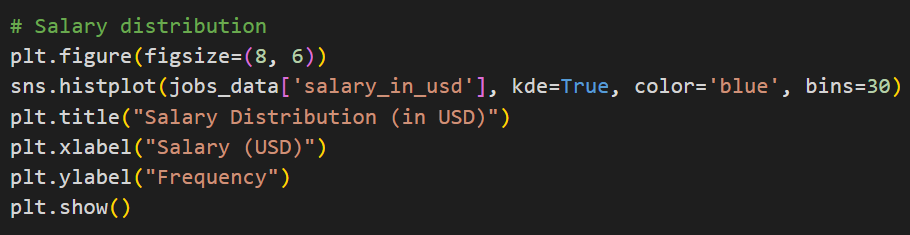 # Salary distribution
plt.figure(figsize=(8, 6))
sns.histplot(jobs_data['salary_in_usd'], kde=True, color='blue', bins=30)
plt.title("Salary Distribution (in USD)")
plt.xlabel("Salary (USD)")
plt.ylabel("Frequency")
plt.show()